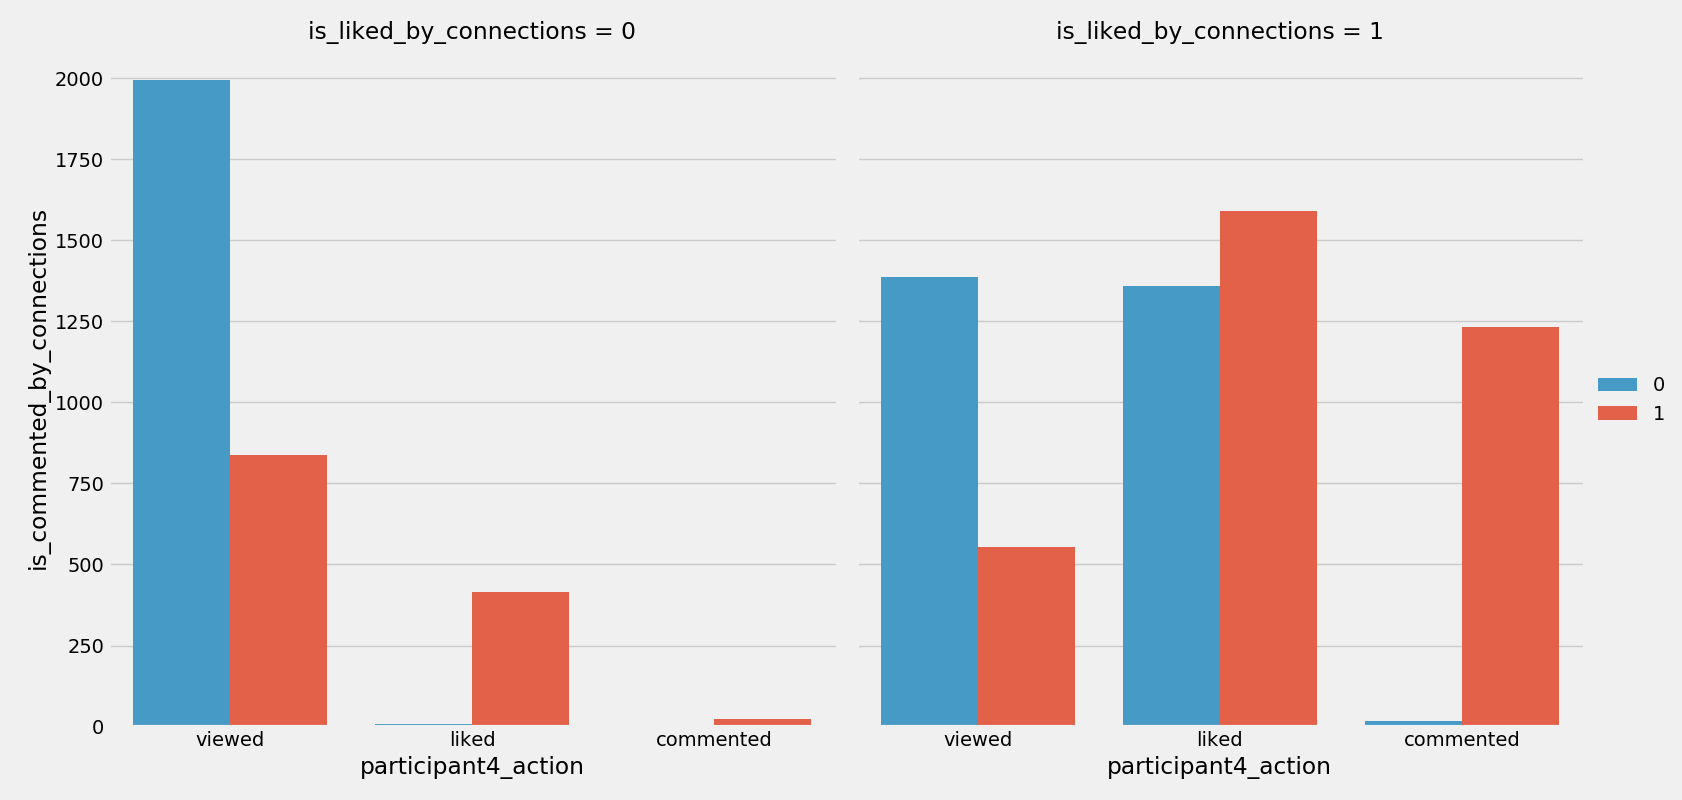 is_liked_by_connections = 0
is_liked_by_connections = 1
is_commented_by_connections
2000
1750
1500
1250
1000
750
500
250
0
viewed
liked
commented
participant4_action
viewed
liked
commented
participant4_action
0
1